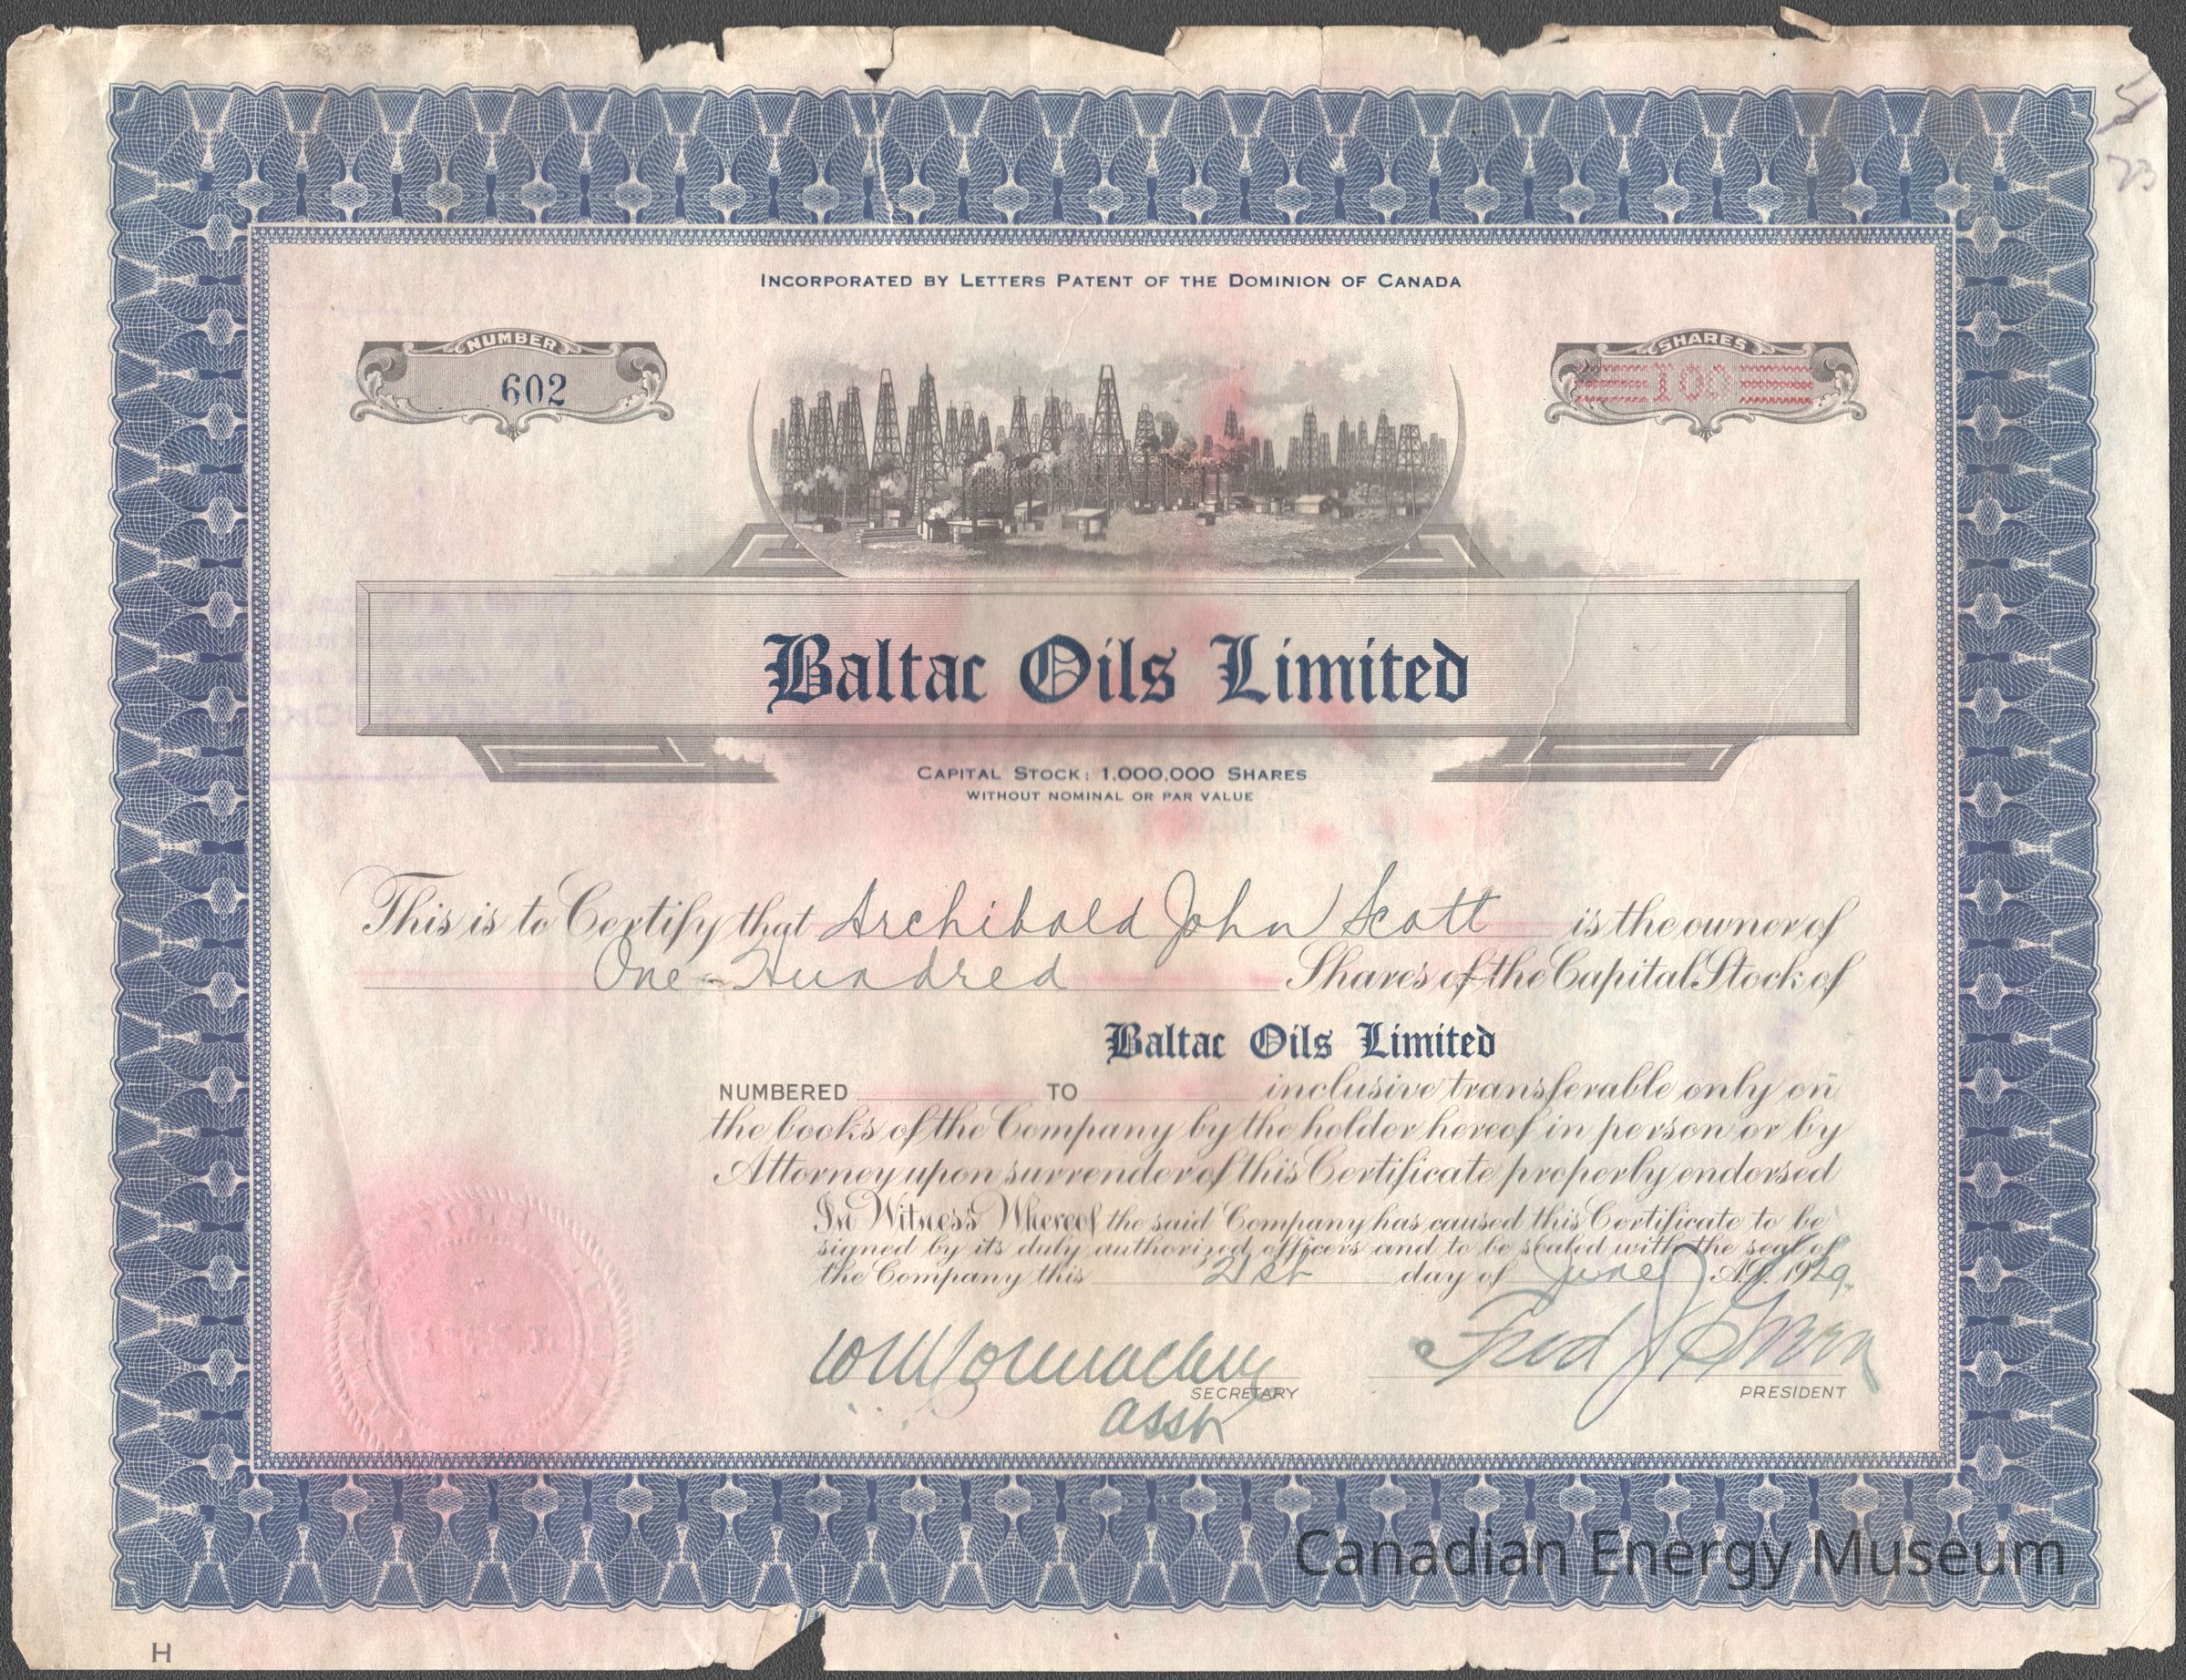 5
23
INCORPORATED BY LETTERS PATENT OF THE DOMINION OF CANADA
NUMBER
602
SHARES
100
Baltac Oils Limited
CAPITAL STOCK: 1,000,000 SHARES
WITHOUT NOMINAL OR PAR VALUE
This is to Certify that Archibald John Scott is the owner of
One Hundred Shares of the Capital Stock of
Baltac Oils Limited
NUMBERED TO inclusive transferable only on
the books of the Company by the holder hereof in person or by
Attorney upon surrender of this Certificate properly endorsed
In Witness Whereof the said Company has caused this Certificate to be
signed by its duly authorized officers and to be sealed with the seal of
the Company this 21st day of June A.D. 1929.
Fred J Green
SECRETARY PRESIDENT
Asst
Canadian Energy Museum
H